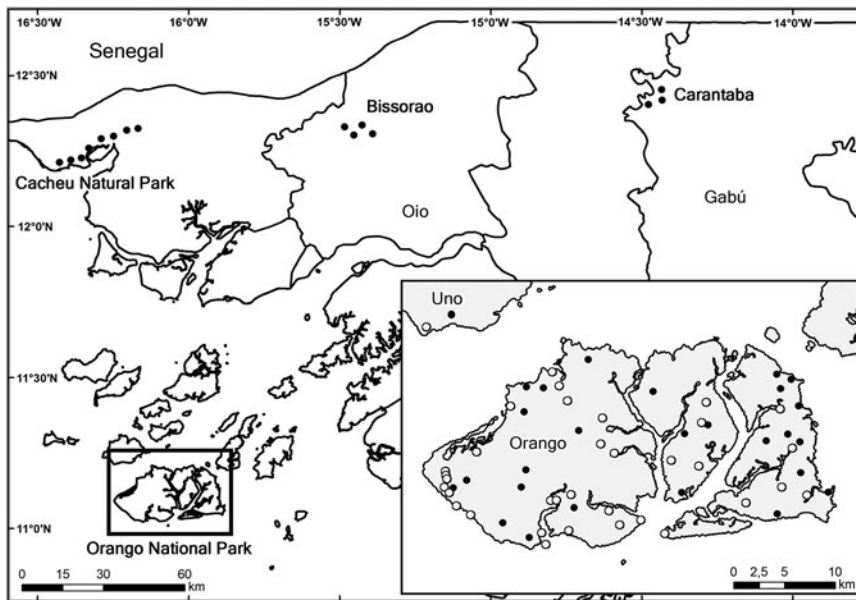 16°30'W 16°0'W 15°30'W 15°0'W 14°30'W 14°0'W
Senegal
12°30'N
Bissorao
Carantaba
Cacheu Natural Park
Oio
Gabú
12°0'N
Uno
11°30'N
Orango
11°0'N
Orango National Park
0 15 30 60
km
0 2,5 5 10
km